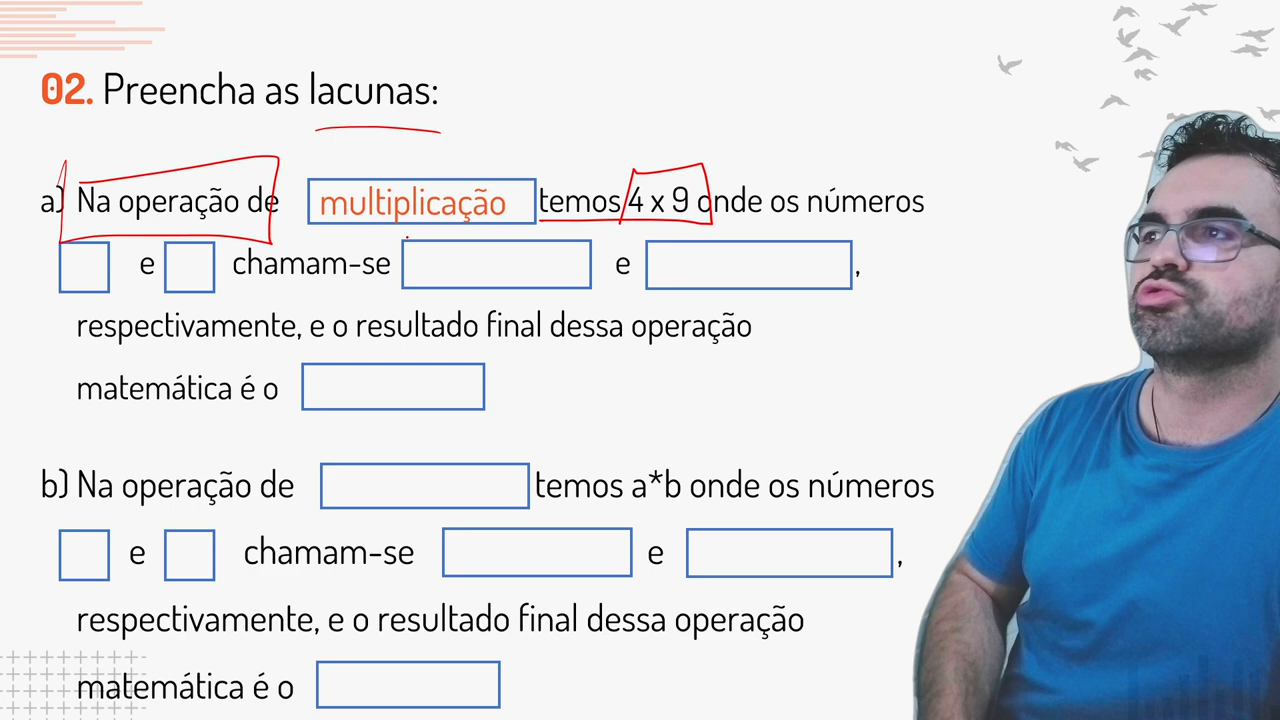 02. Preencha as lacunas:
a) Na operação de multiplicação temos 4 x 9 onde os números
e chamam-se e ,
respectivamente, e o resultado final dessa operação
matemática é o
b) Na operação de temos a*b onde os números
e chamam-se e ,
respectivamente, e o resultado final dessa operação
matemática é o